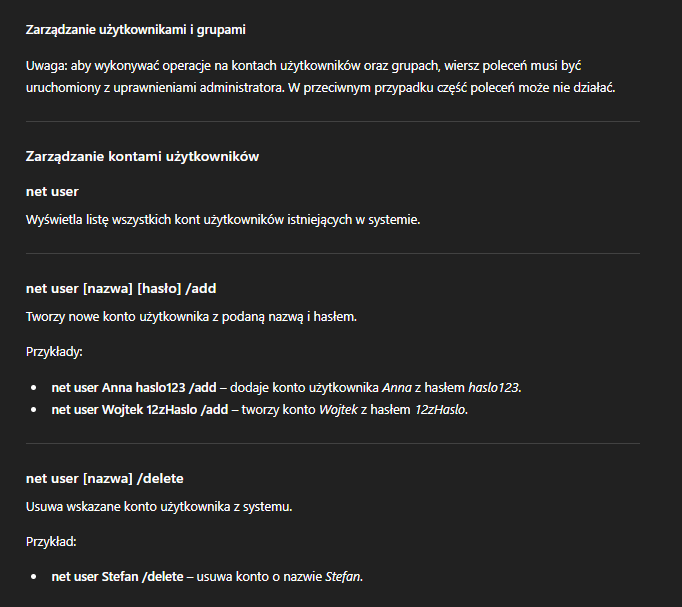 Zarządzanie użytkownikami i grupami
Uwaga: aby wykonywać operacje na kontach użytkowników oraz grupach, wiersz poleceń musi być
uruchomiony z uprawnieniami administratora. W przeciwnym przypadku część poleceń może nie działać.
Zarządzanie kontami użytkowników
net user
Wyświetla listę wszystkich kont użytkowników istniejących w systemie.
net user [nazwa] [hasło] /add
Tworzy nowe konto użytkownika z podaną nazwą i hasłem.
Przykłady:
• net user Anna haslo123 /add – dodaje konto użytkownika Anna z hasłem haslo123.
• net user Wojtek 12zHaslo /add – tworzy konto Wojtek z hasłem 12zHaslo.
net user [nazwa] /delete
Usuwa wskazane konto użytkownika z systemu.
Przykład:
• net user Stefan /delete – usuwa konto o nazwie Stefan.